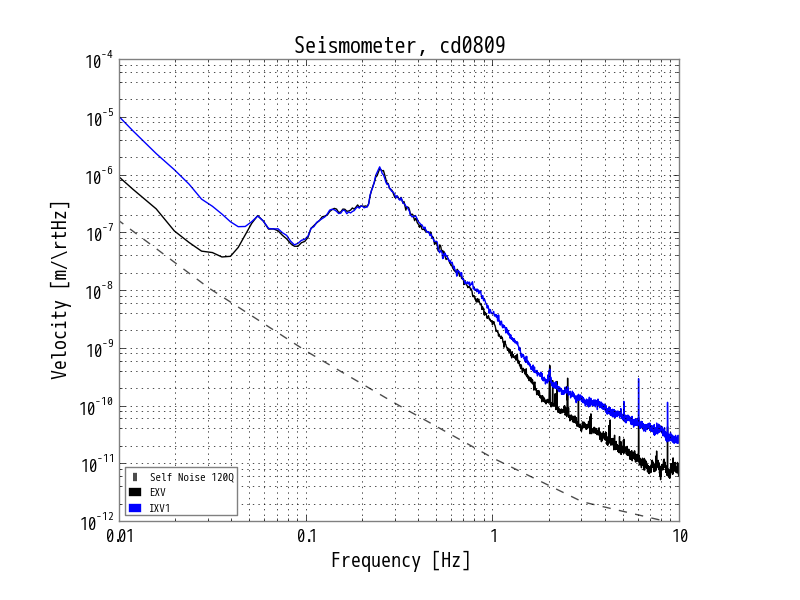 Seismometer, cd0809
10^-4
10^-5
10^-6
10^-7
10^-8
10^-9
10^-10
10^-11
10^-12
Velocity [m/\rtHz]
Self Noise 120Q
EXV
IXV1
0.01 0.1 1 10
Frequency [Hz]